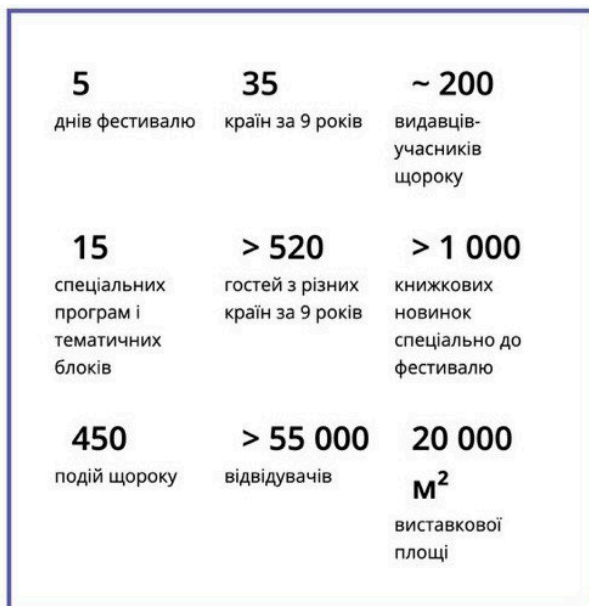 5
днів фестивалю
35
країн за 9 років
~ 200
видавців-
учасників
щороку
15
спеціальних
програм і
тематичних
блоків
> 520
гостей з різних
країн за 9 років
> 1 000
книжкових
новинок
спеціально до
фестивалю
450
подій щороку
> 55 000
відвідувачів
20 000
м²
виставкової
площі